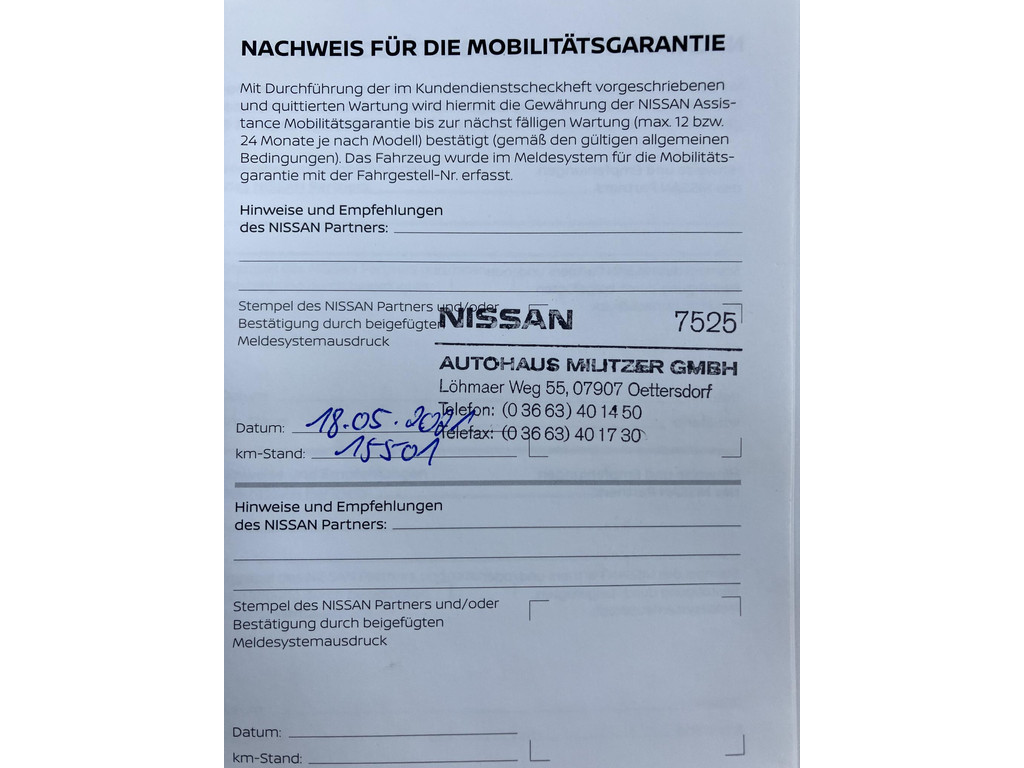 NACHWEIS FÜR DIE MOBILITÄTSGARANTIE
Mit Durchführung der im Kundendienstscheckheft vorgeschriebenen
und quittierten Wartung wird hiermit die Gewährung der NISSAN Assis-
tance Mobilitätsgarantie bis zur nächst fälligen Wartung (max. 12 bzw.
24 Monate je nach Modell) bestätigt (gemäß den gültigen allgemeinen
Bedingungen). Das Fahrzeug wurde im Meldesystem für die Mobilitäts-
garantie mit der Fahrgestell-Nr. erfasst.
Hinweise und Empfehlungen
des NISSAN Partners:
Stempel des NISSAN Partners und/oder
Bestätigung durch beigefügten
Meldesystemausdruck
NISSAN 7525
AUTOHAUS MILITZER GMBH
Löhmaer Weg 55, 07907 Oettersdorf
Telefon: (0 36 63) 40 14 50
Telefax: (0 36 63) 40 17 30
Datum: 18.05.2021
km-Stand: 15501
Hinweise und Empfehlungen
des NISSAN Partners:
Stempel des NISSAN Partners und/oder
Bestätigung durch beigefügten
Meldesystemausdruck
Datum:
km-Stand: